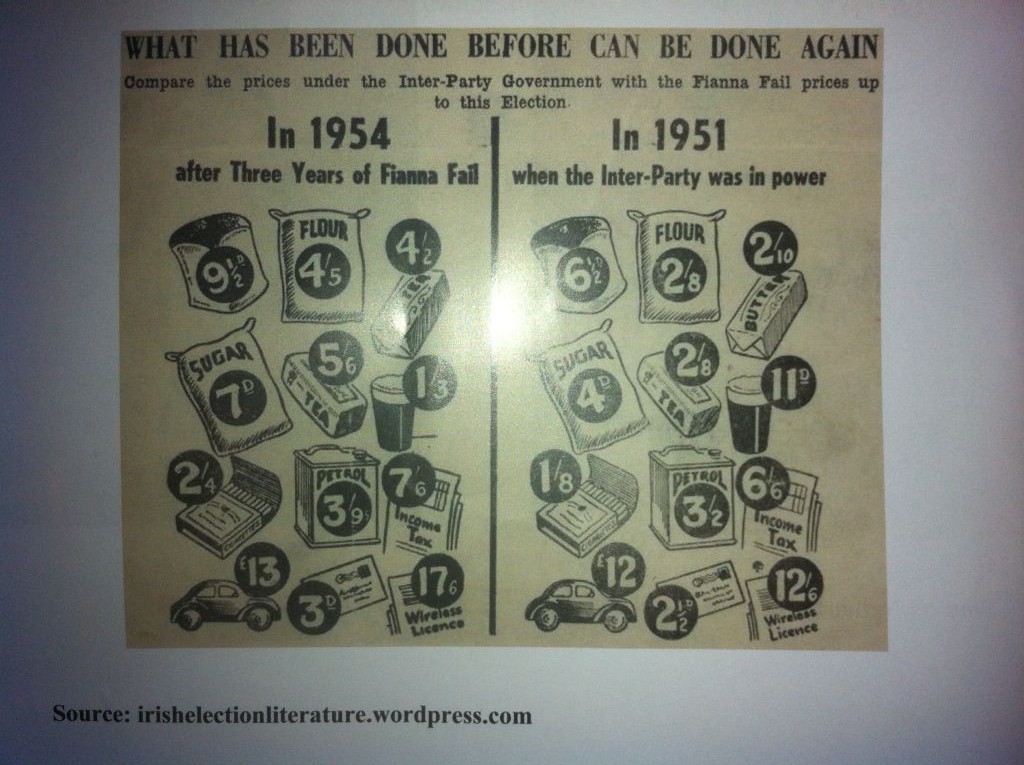 WHAT HAS BEEN DONE BEFORE CAN BE DONE AGAIN
Compare the prices under the Inter-Party Government with the Fianna Fail prices up
to this Election.
In 1954
after Three Years of Fianna Fail
9½D
FLOUR
4/5
4/2
SUGAR
7D
5/6
TEA
1/3
2/4
CIGARETTES
PETROL
3/9½
7/6
Income
Tax
£13
3D
17/6
Wireless
Licence
In 1951
when the Inter-Party was in power
6½D
FLOUR
2/8
2/10
BUTTER
SUGAR
4D
2/8
TEA
11D
1/8
CIGARETTES
PETROL
3/2
6/6
Income
Tax
£12
2½D
12/6
Wireless
Licence
Source: irishelectionliterature.wordpress.com